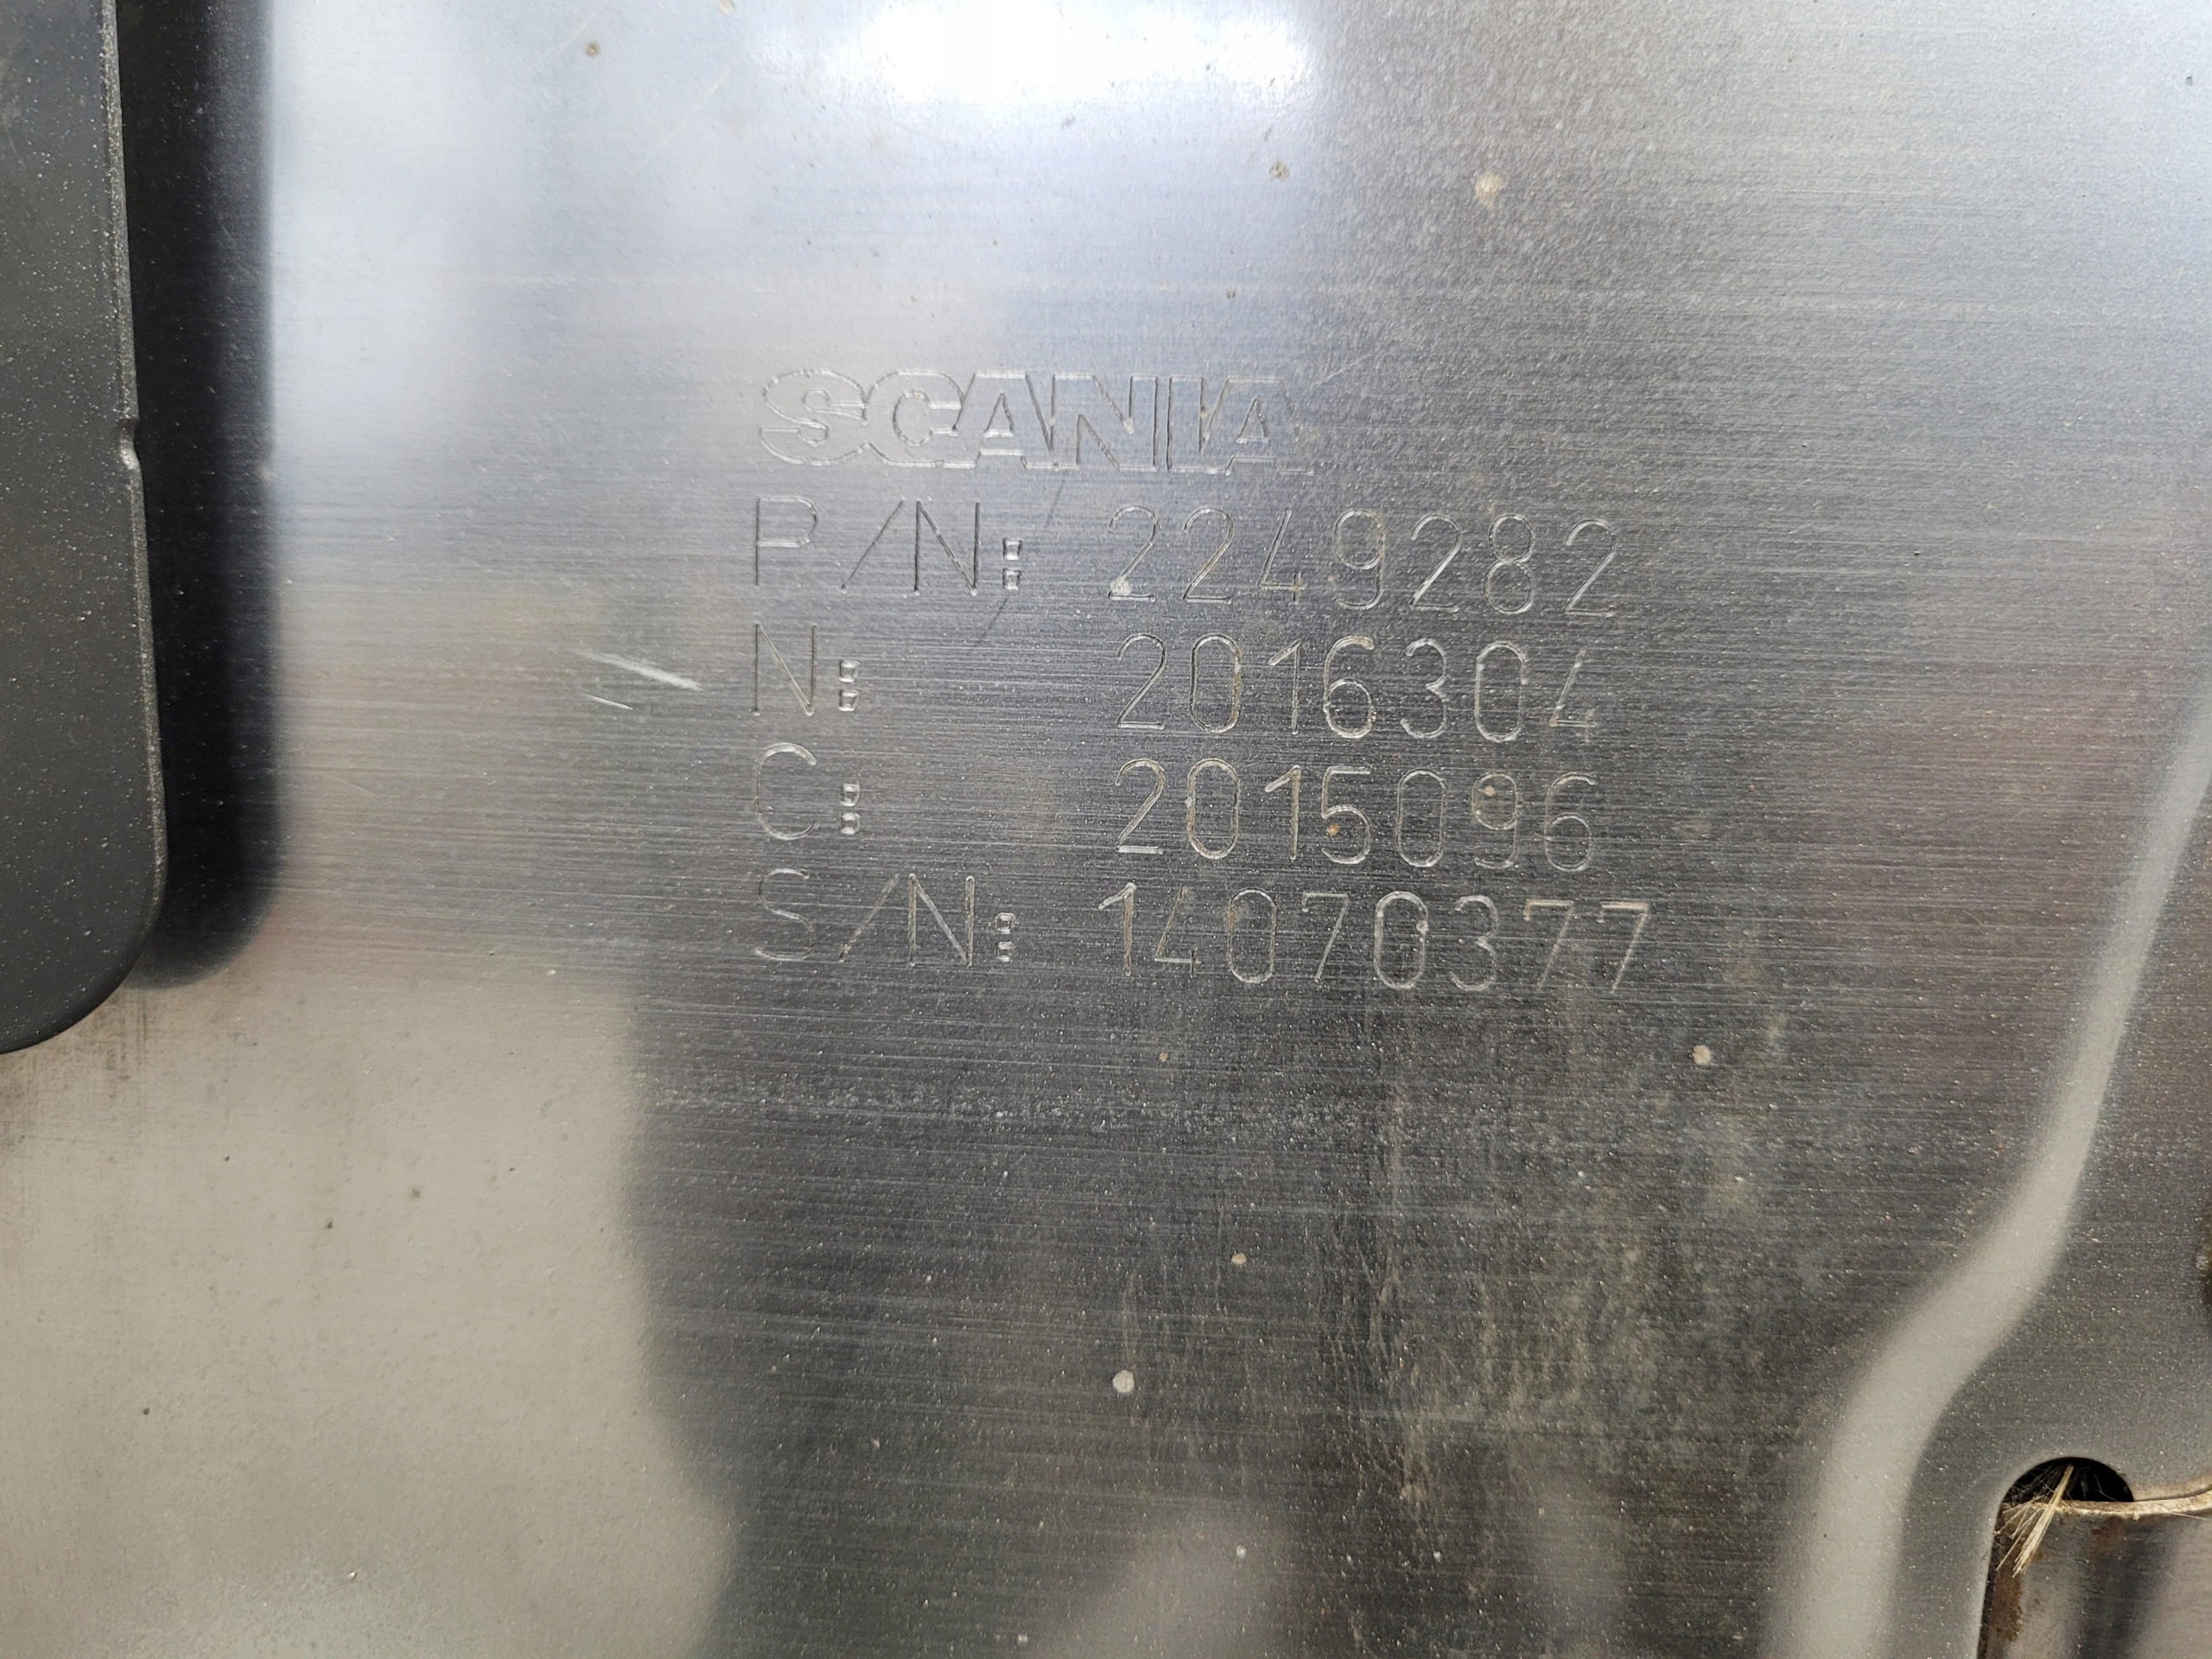 SCANIA
P/N: 2249282
N: 2016304
C: 2015096
S/N: 14070377